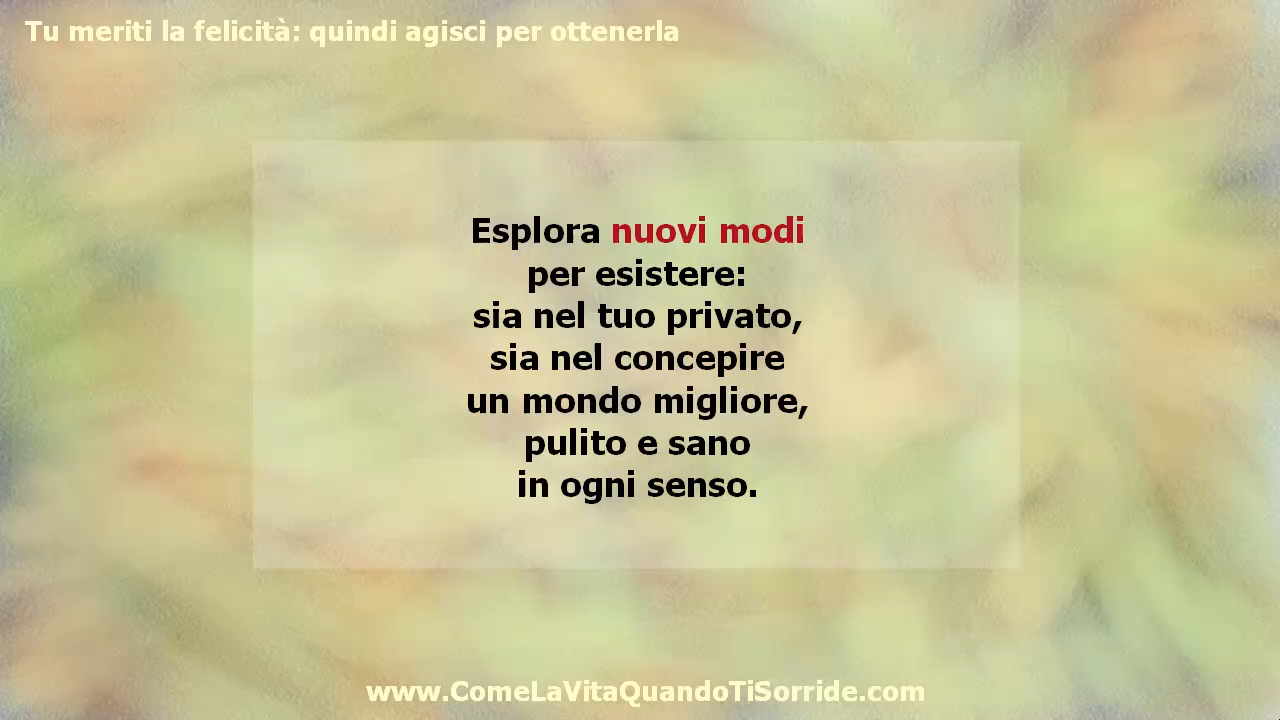 Tu meriti la felicità: quindi agisci per ottenerla
Esplora nuovi modi
per esistere:
sia nel tuo privato,
sia nel concepire
un mondo migliore,
pulito e sano
in ogni senso.
www.ComeLaVitaQuandoTiSorride.com